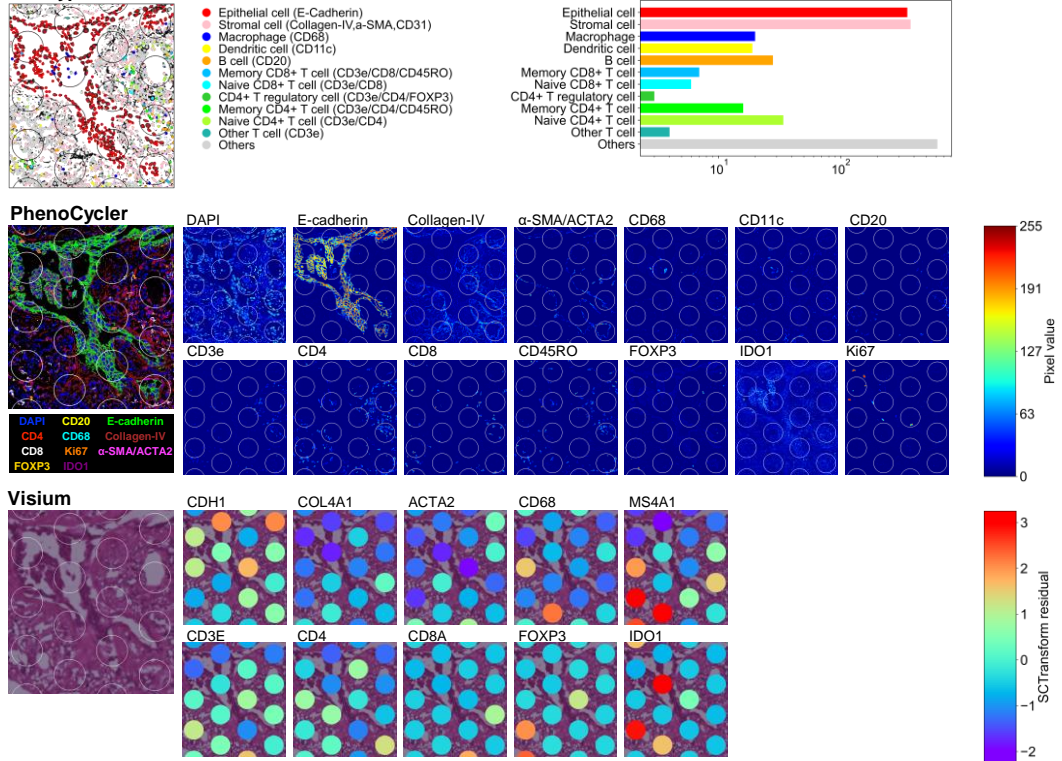 Epithelial cell (E-Cadherin)
Stromal cell (Collagen-IV,a-SMA,CD31)
Macrophage (CD68)
Dendritic cell (CD11c)
B cell (CD20)
Memory CD8+ T cell (CD3e/CD8/CD45RO)
Naive CD8+ T cell (CD3e/CD8)
CD4+ T regulatory cell (CD3e/CD4/FOXP3)
Memory CD4+ T cell (CD3e/CD4/CD45RO)
Naive CD4+ T cell (CD3e/CD4)
Other T cell (CD3e)
Others
Epithelial cell
Stromal cell
Macrophage
Dendritic cell
B cell
Memory CD8+ T cell
Naive CD8+ T cell
CD4+ T regulatory cell
Memory CD4+ T cell
Naive CD4+ T cell
Other T cell
Others
10¹ 10²
PhenoCycler
DAPI E-cadherin Collagen-IV α-SMA/ACTA2 CD68 CD11c CD20
CD3e CD4 CD8 CD45RO FOXP3 IDO1 Ki67
255
191
127
63
0
Pixel value
DAPI CD20 E-cadherin
CD4 CD68 Collagen-IV
CD8 Ki67 α-SMA/ACTA2
FOXP3 IDO1
Visium
CDH1 COL4A1 ACTA2 CD68 MS4A1
CD3E CD4 CD8A FOXP3 IDO1
3
2
1
0
−1
−2
SCTransform residual